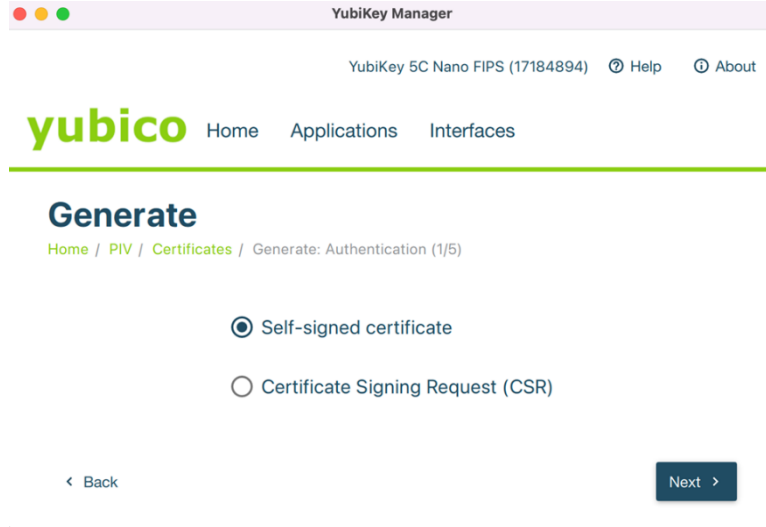 YubiKey Manager
YubiKey 5C Nano FIPS (17184894) Help About
yubico Home Applications Interfaces
Generate
Home / PIV / Certificates / Generate: Authentication (1/5)
Self-signed certificate
Certificate Signing Request (CSR)
Back Next